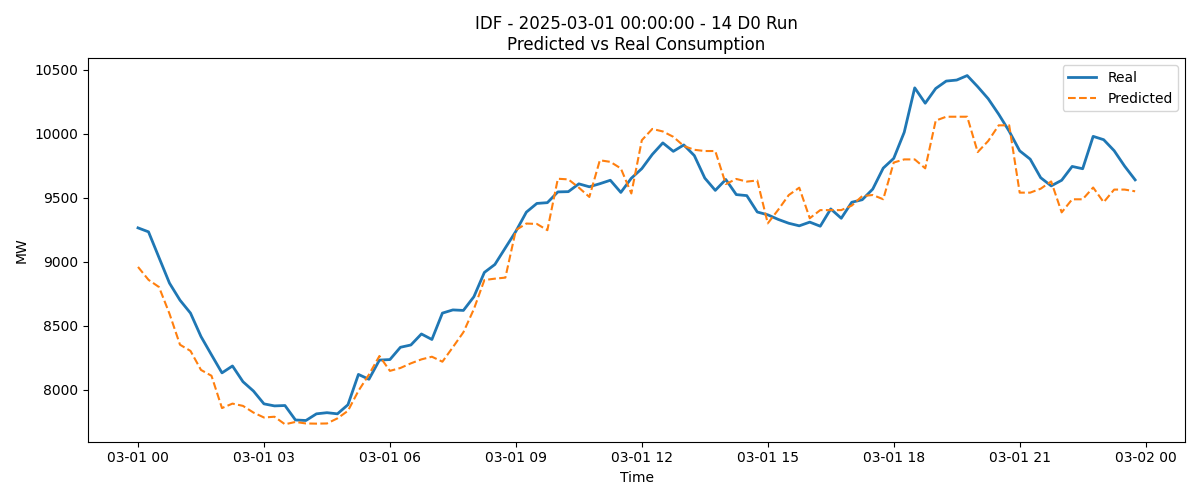 IDF - 2025-03-01 00:00:00 - 14 D0 Run
Predicted vs Real Consumption
10500
10000
9500
9000
8500
8000
MW
Real
Predicted
03-01 00
03-01 03
03-01 06
03-01 09
03-01 12
03-01 15
03-01 18
03-01 21
03-02 00
Time